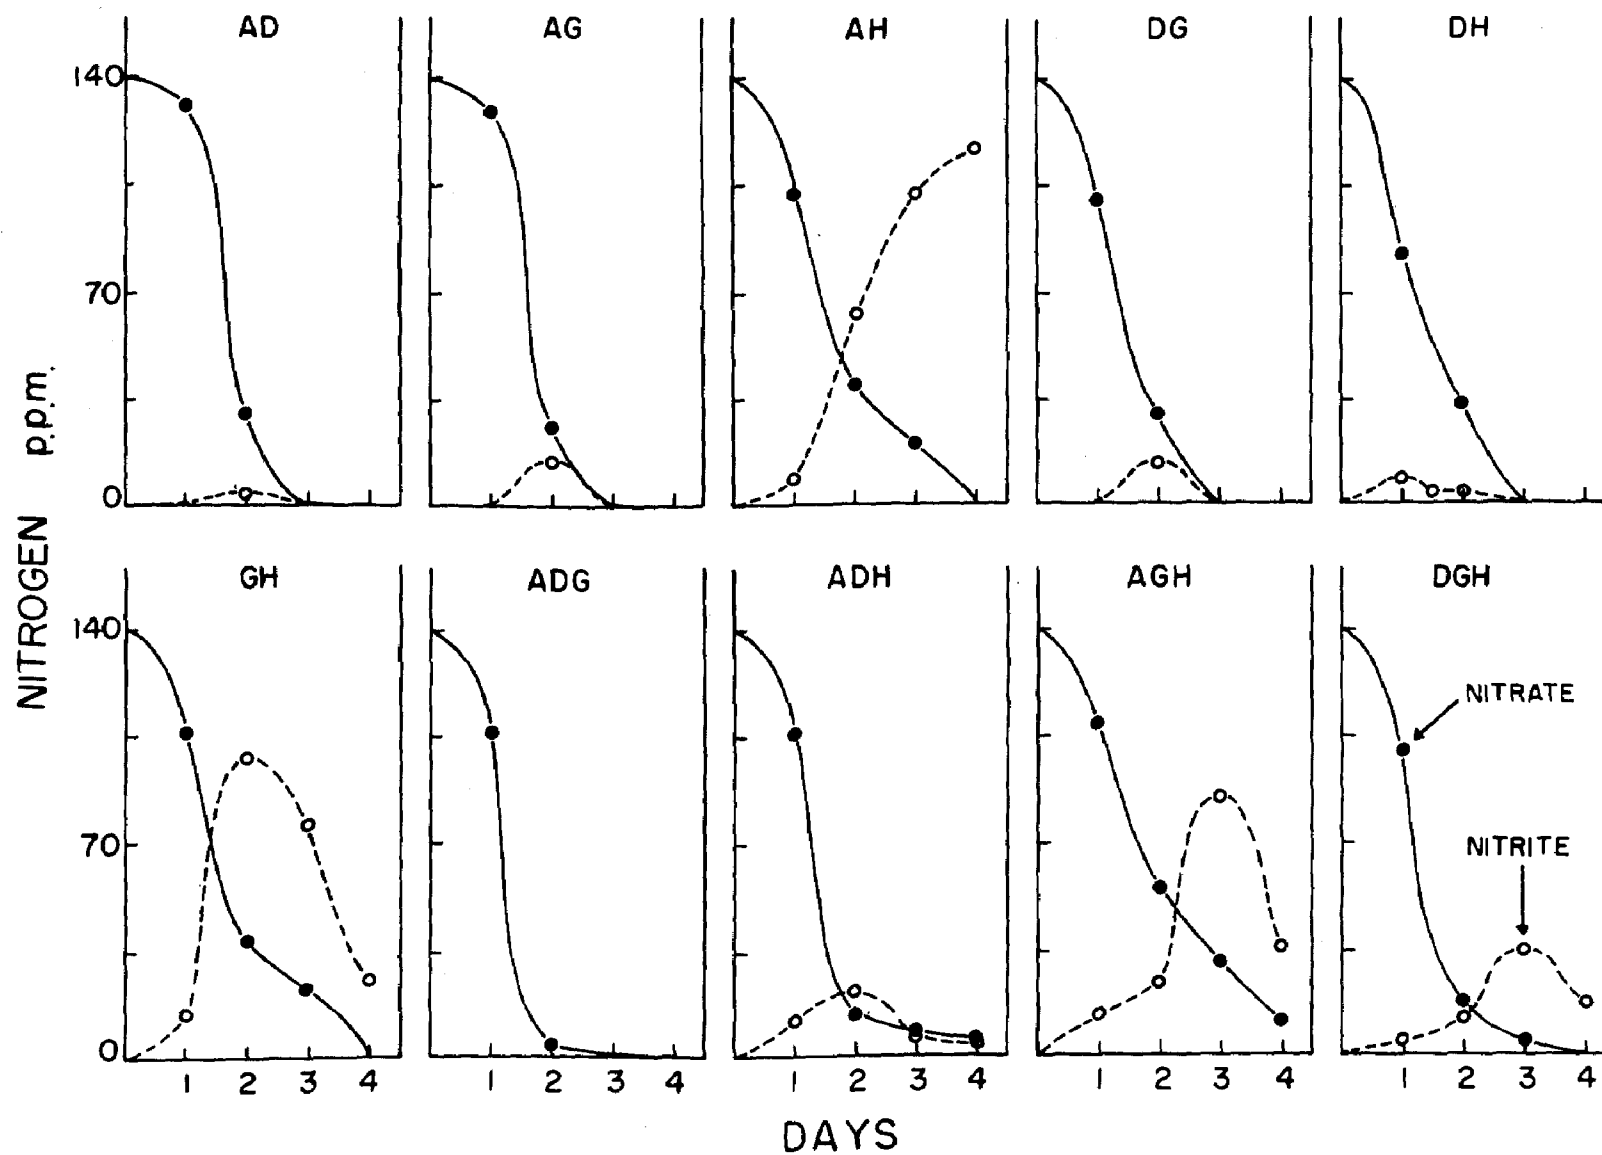 AD AG AH DG DH
140
70
0
NITROGEN p.p.m.
GH ADG ADH AGH DGH
140
NITRATE
70
NITRITE
0
1 2 3 4 1 2 3 4 1 2 3 4 1 2 3 4 1 2 3 4
DAYS